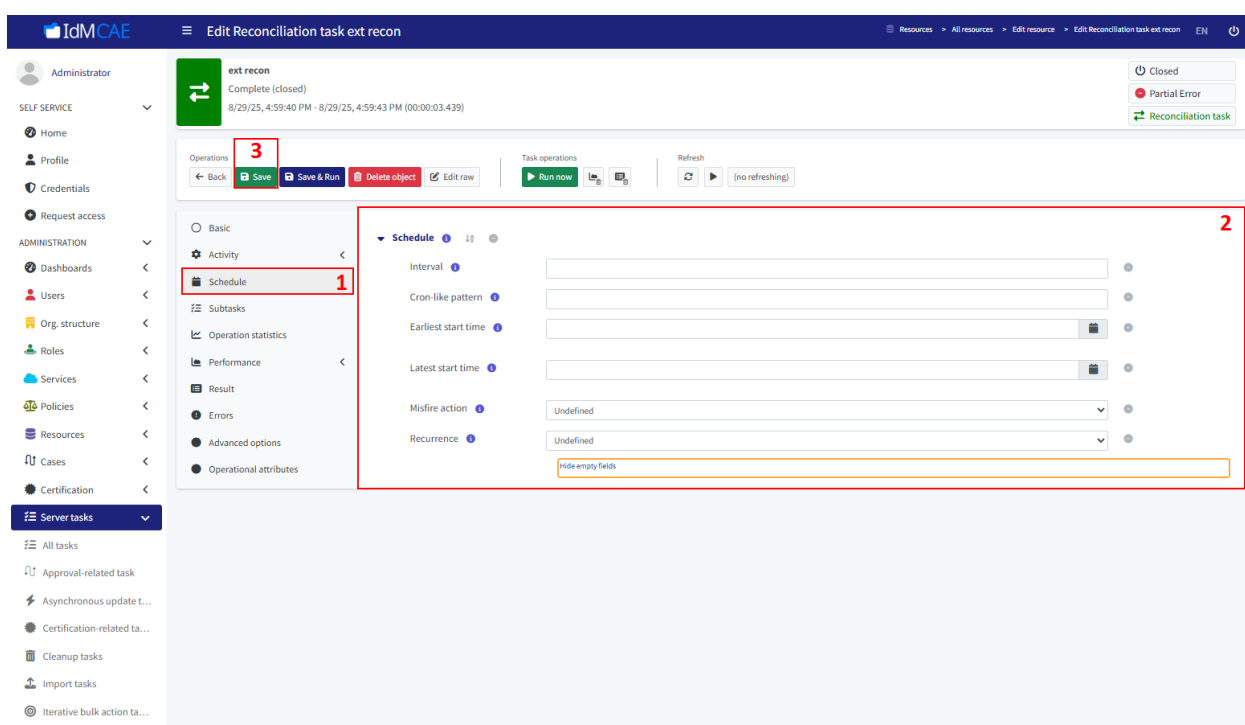 IdMCAE
Edit Reconciliation task ext recon
Resources > All resources > Edit resource > Edit Reconciliation task ext recon
EN
Administrator
SELF SERVICE
Home
Profile
Credentials
Request access
ADMINISTRATION
Dashboards
Users
Org. structure
Roles
Services
Policies
Resources
Cases
Certification
Server tasks
All tasks
Approval-related task
Asynchronous update t...
Certification-related ta...
Cleanup tasks
Import tasks
Iterative bulk action ta...
ext recon
Complete (closed)
8/29/25, 4:59:40 PM - 8/29/25, 4:59:43 PM (00:00:03.439)
Closed
Partial Error
Reconciliation task
Operations
3
Back
Save
Save & Run
Delete object
Edit raw
Task operations
Run now
Refresh
(no refreshing)
Basic
Activity
Schedule
1
Subtasks
Operation statistics
Performance
Result
Errors
Advanced options
Operational attributes
2
Schedule
Interval
Cron-like pattern
Earliest start time
Latest start time
Misfire action
Undefined
Recurrence
Undefined
Hide empty fields